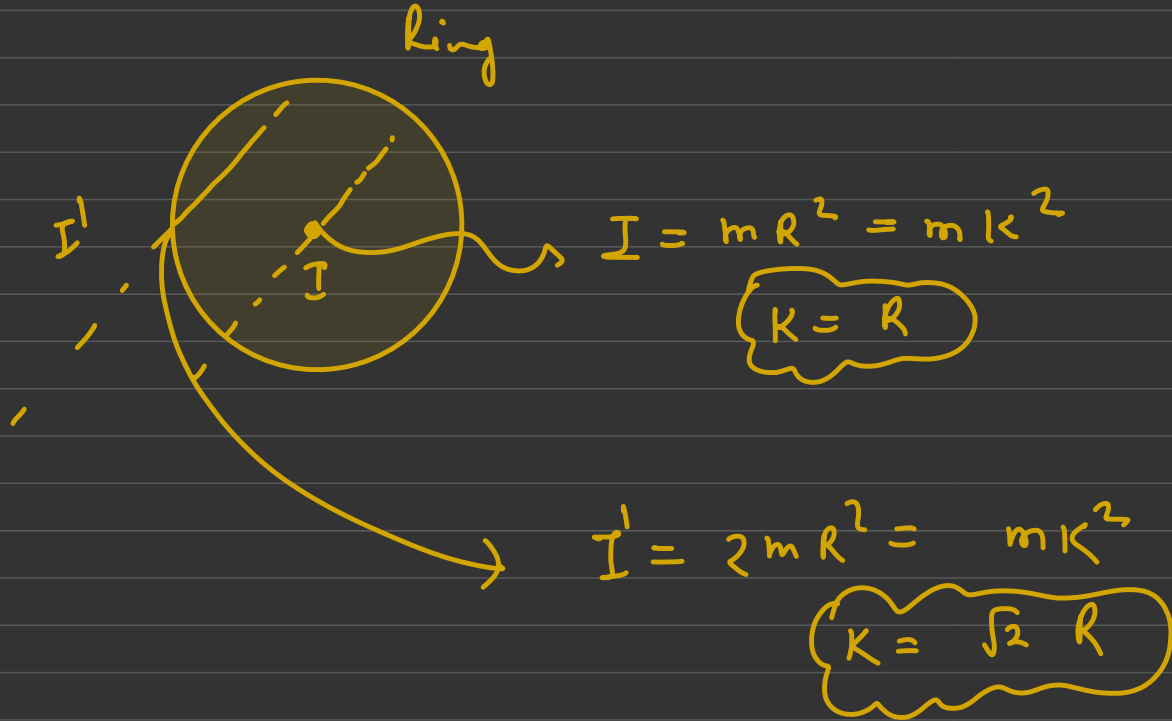 Ring
I'
I
I = mR² = mk²
K = R
I' = 2mR² = mK²
K = √2 R